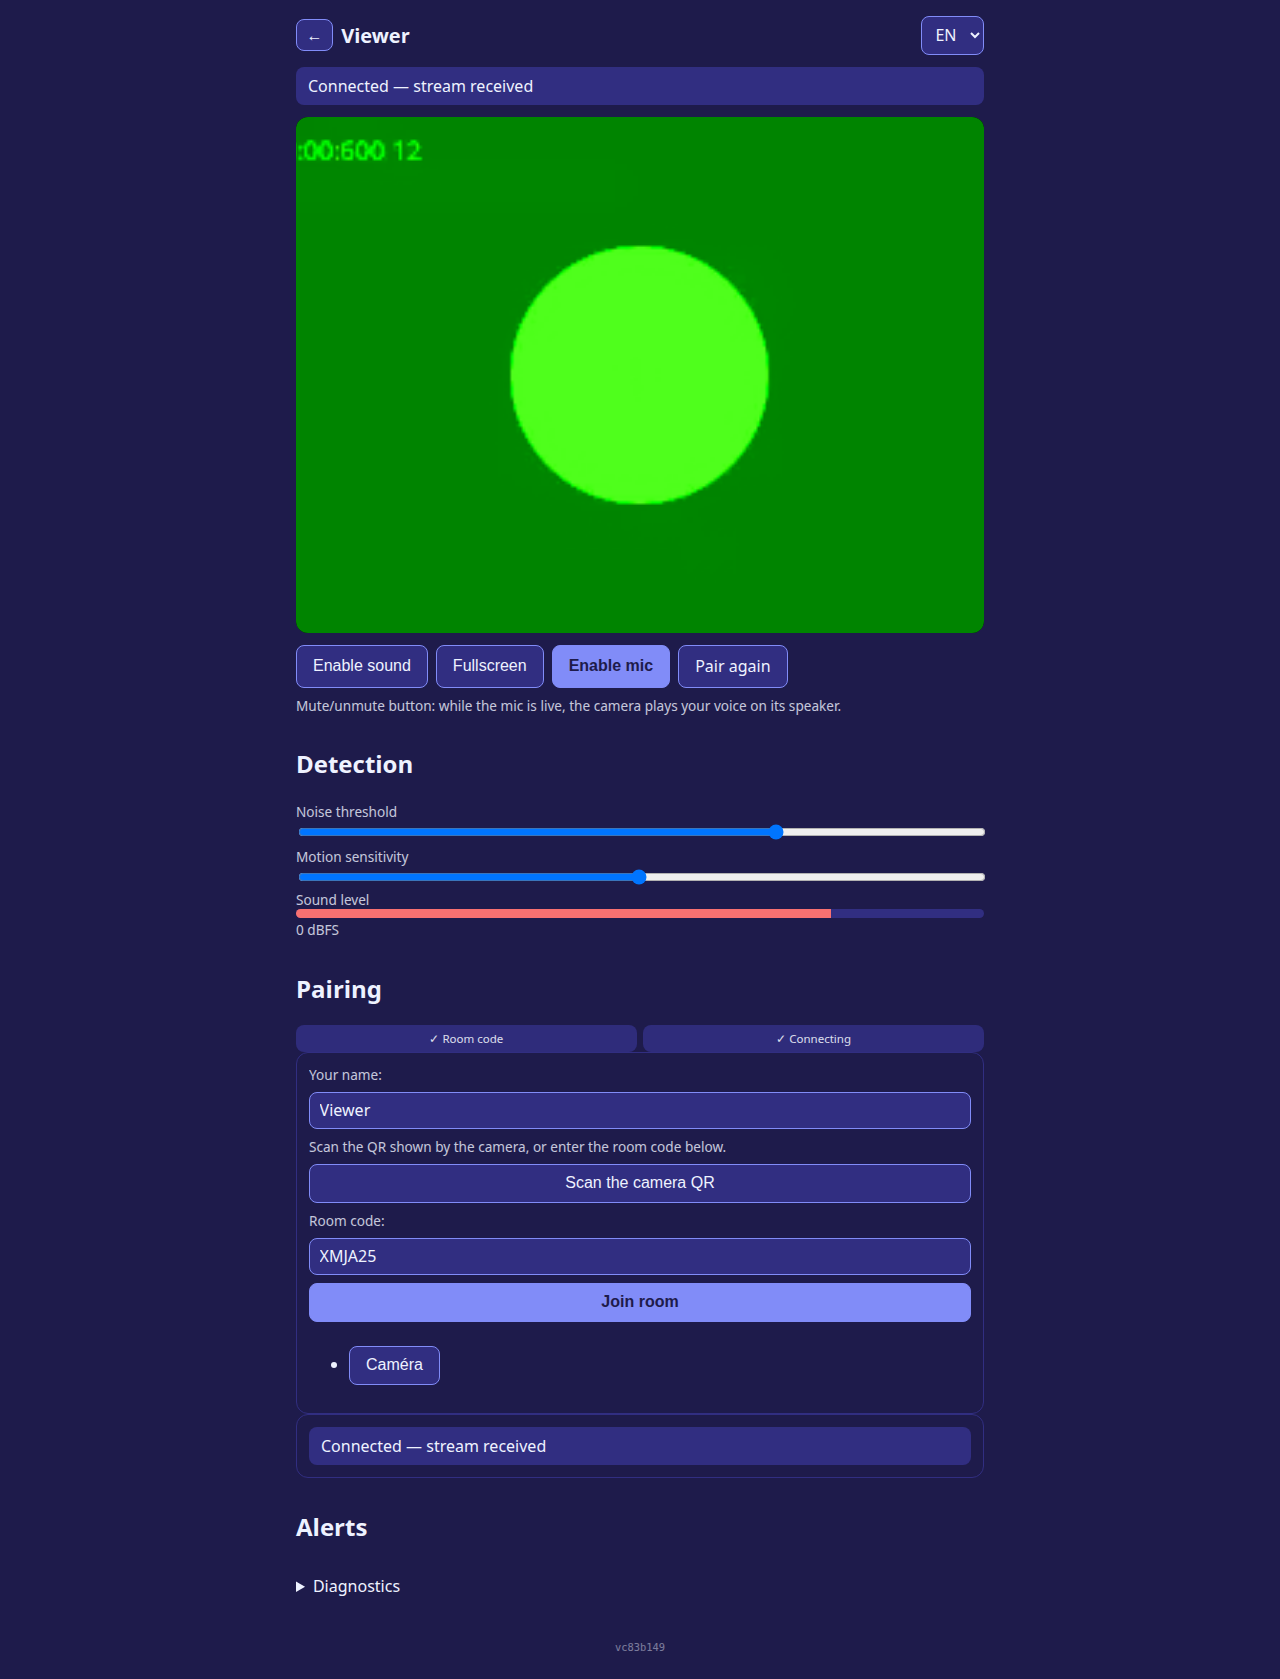 ← Viewer EN
Connected — stream received
:00:600 12
Enable sound Fullscreen Enable mic Pair again
Mute/unmute button: while the mic is live, the camera plays your voice on its speaker.
Detection
Noise threshold
Motion sensitivity
Sound level
0 dBFS
Pairing
✓ Room code ✓ Connecting
Your name:
Viewer
Scan the QR shown by the camera, or enter the room code below.
Scan the camera QR
Room code:
XMJA25
Join room
• Caméra
Connected — stream received
Alerts
▶ Diagnostics
vc83b149